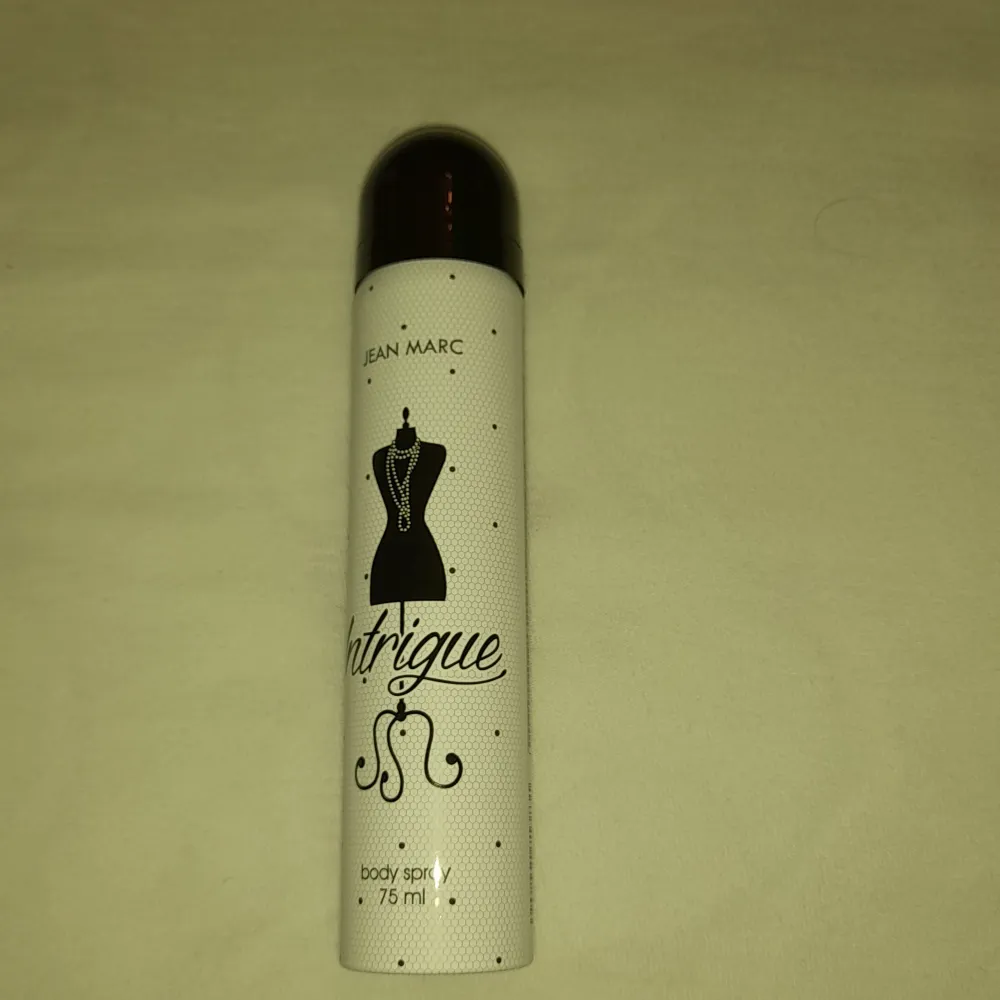 JEAN MARC
Intrigue
body spray
75 ml